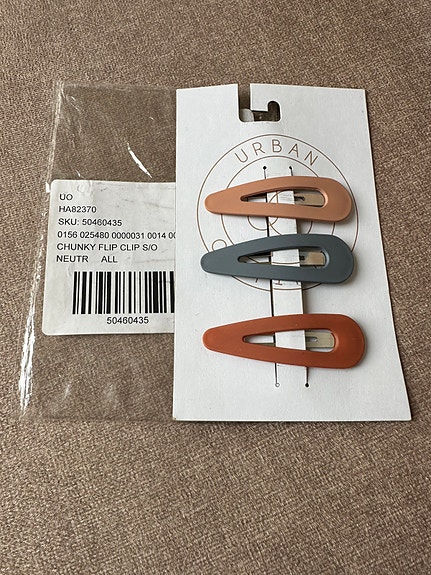 UO
HA82370
SKU: 50460435
0156 025480 0000031 0014 00
CHUNKY FLIP CLIP S/O
NEUTR ALL
50460435
URBAN